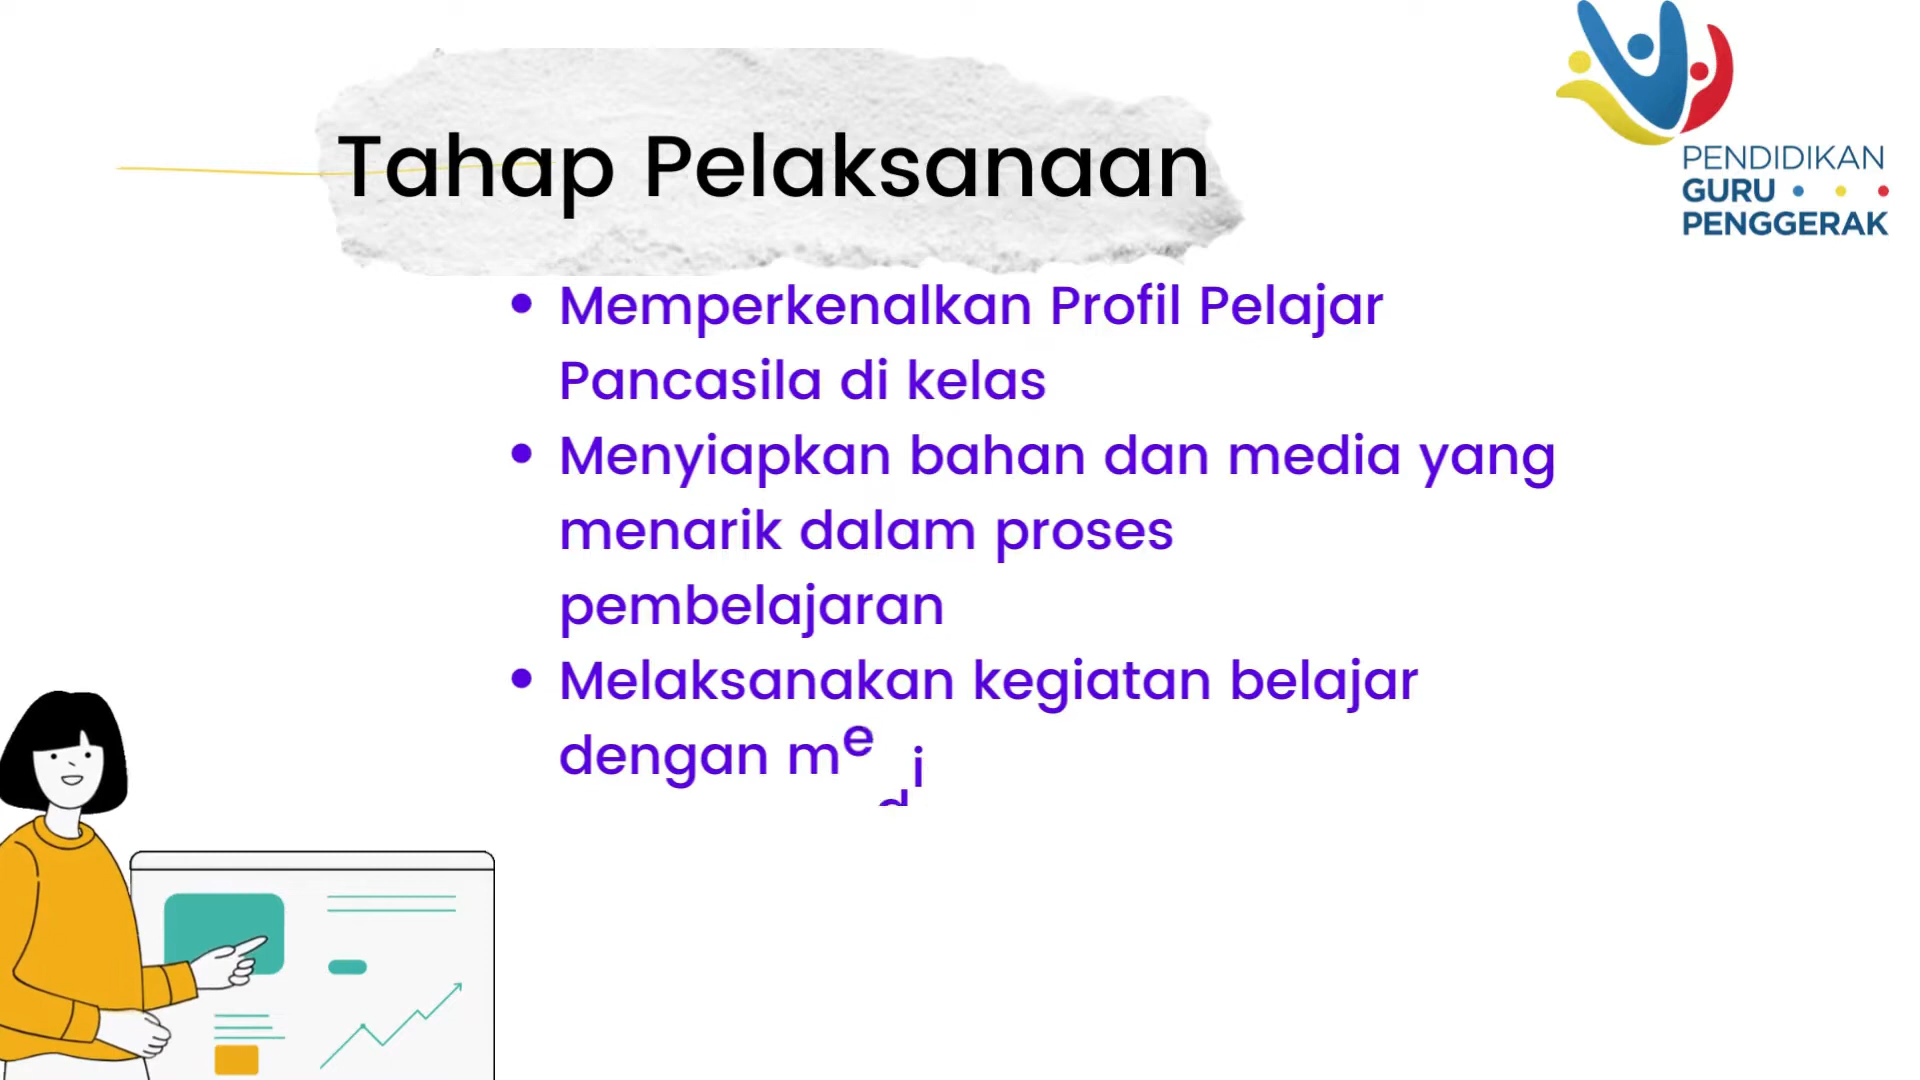 Tahap Pelaksanaan
PENDIDIKAN
GURU
PENGGERAK
• Memperkenalkan Profil Pelajar
Pancasila di kelas
• Menyiapkan bahan dan media yang
menarik dalam proses
pembelajaran
• Melaksanakan kegiatan belajar
dengan medi